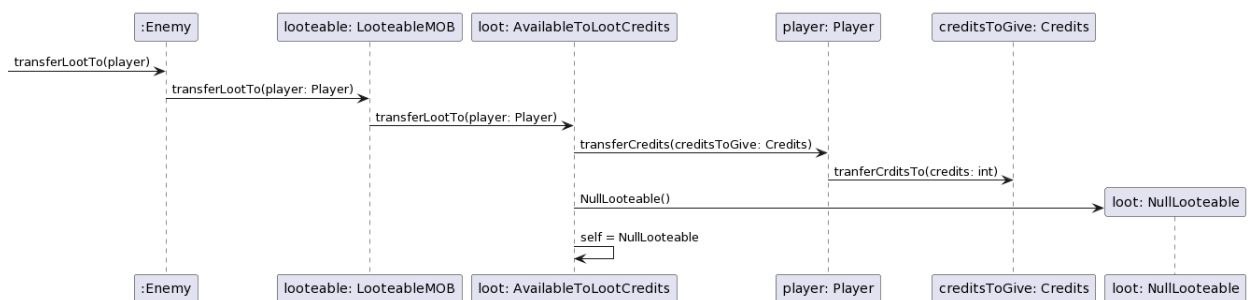 :Enemy
looteable: LooteableMOB
loot: AvailableToLootCredits
player: Player
creditsToGive: Credits
transferLootTo(player)
transferLootTo(player: Player)
transferLootTo(player: Player)
transferCredits(creditsToGive: Credits)
tranferCrditsTo(credits: int)
NullLooteable()
loot: NullLooteable
self = NullLooteable
:Enemy
looteable: LooteableMOB
loot: AvailableToLootCredits
player: Player
creditsToGive: Credits
loot: NullLooteable